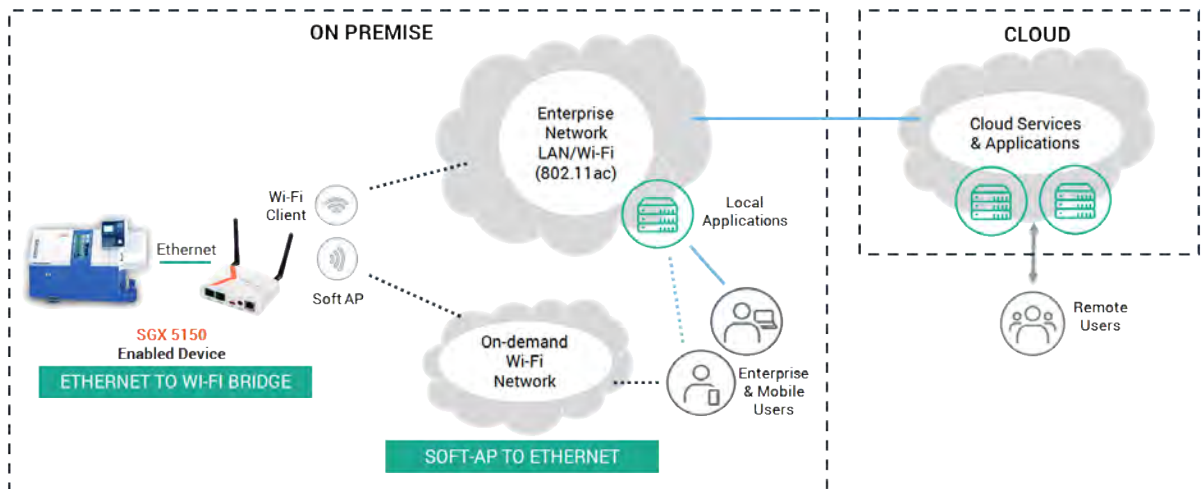 ON PREMISE
CLOUD
Enterprise
Network
LAN/Wi-Fi
(802.11ac)
Cloud Services
& Applications
Wi-Fi
Client
Local
Applications
Ethernet
Soft AP
SGX 5150
Enabled Device
ETHERNET TO WI-FI BRIDGE
On-demand
Wi-Fi
Network
Enterprise
& Mobile
Users
Remote
Users
SOFT-AP TO ETHERNET